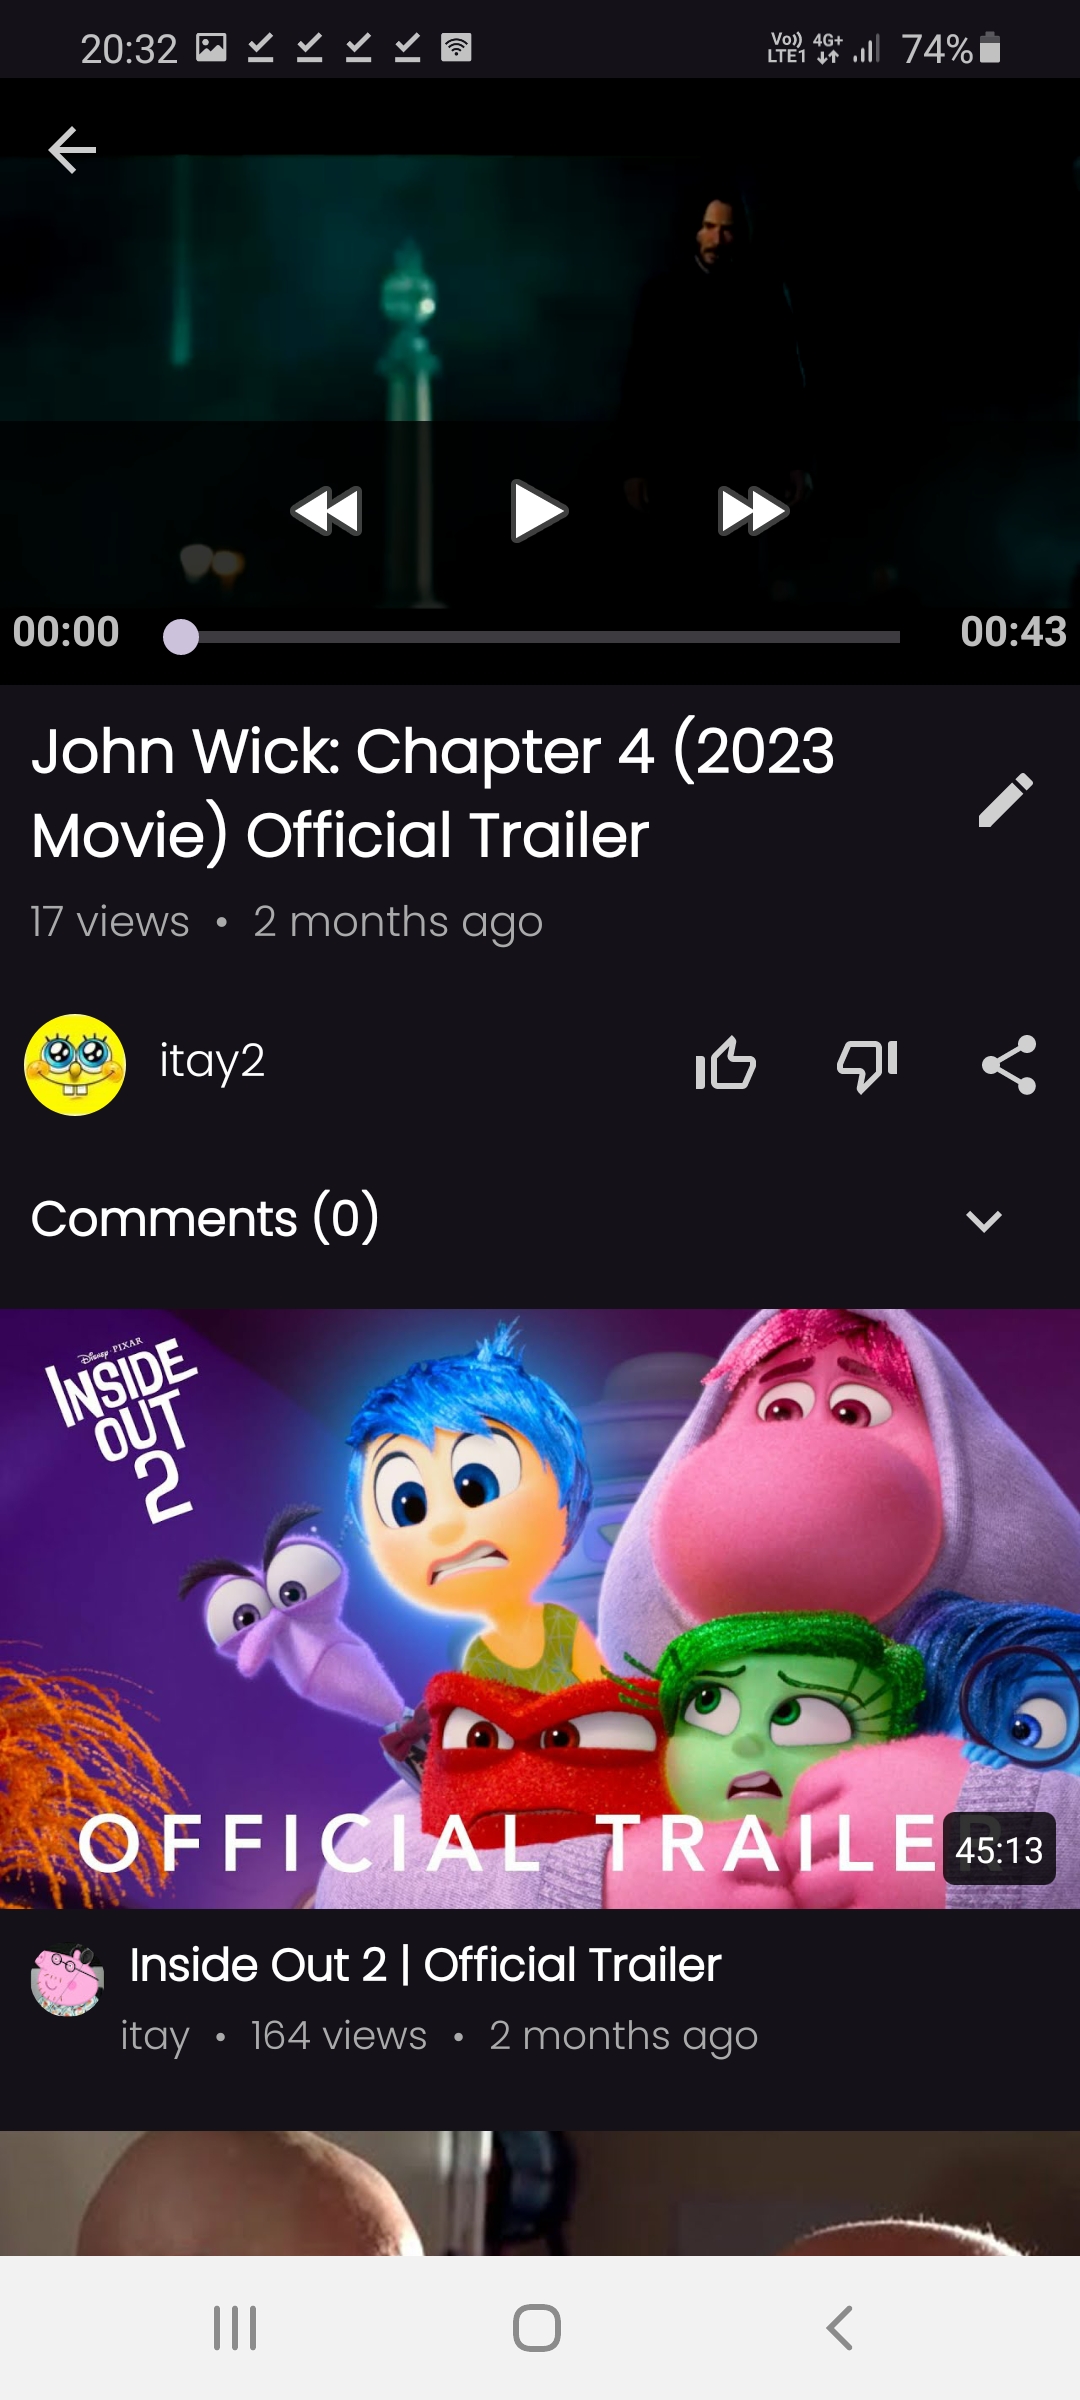 20:32 Vo)) LTE1 4G+ 74%
00:00 00:43
John Wick: Chapter 4 (2023
Movie) Official Trailer
17 views • 2 months ago
itay2
Comments (0)
Disney · PIXAR
INSIDE
OUT
2
OFFICIAL TRAILER
45:13
Inside Out 2 | Official Trailer
itay • 164 views • 2 months ago